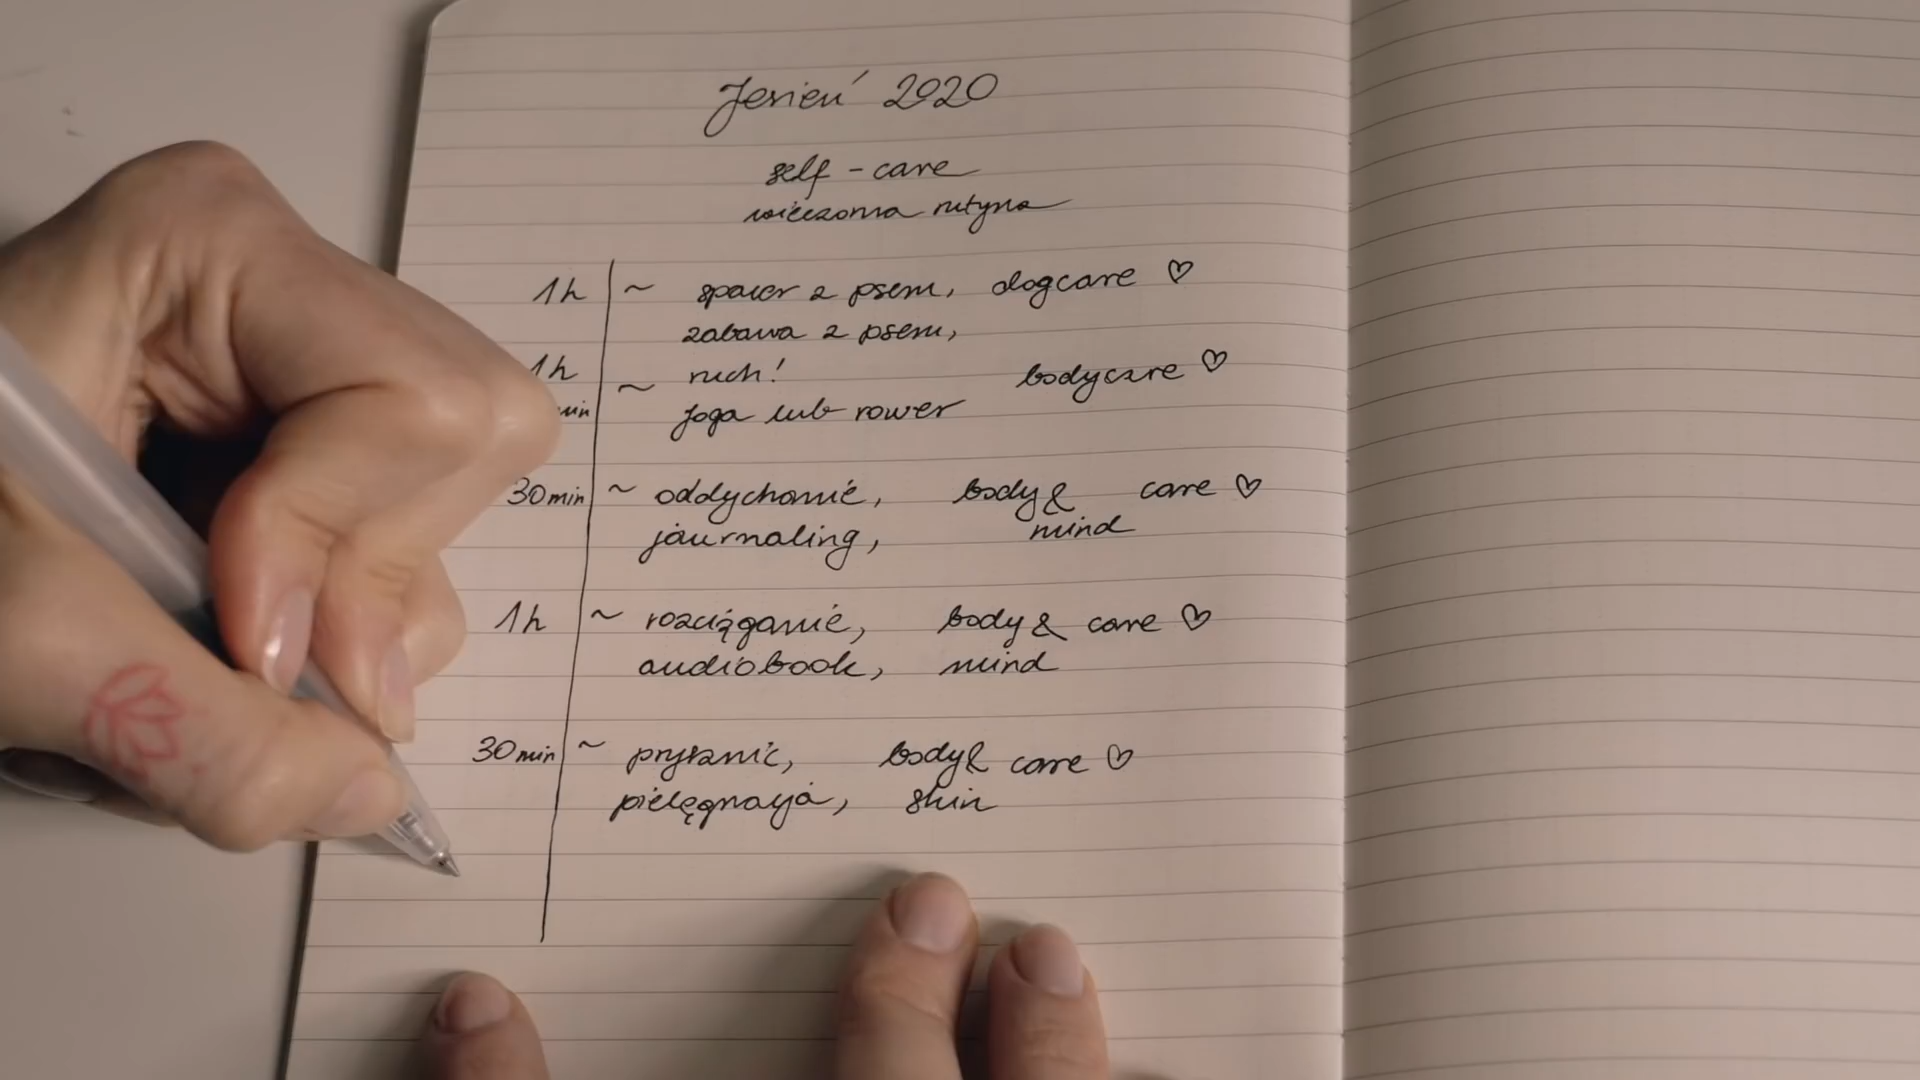 Jesień 2020
self-care
wieczorna rutyna
1h ~ spacer z psem, dogcare ♡
zabawa z psem,
1h ~ ruch! bodycare ♡
min joga lub rower
30min ~ oddychanie, body & care ♡
journaling, mind
1h ~ rozciąganie, body & care ♡
audiobook, mind
30min ~ prysznic, body & care ♡
pielęgnacja, skin